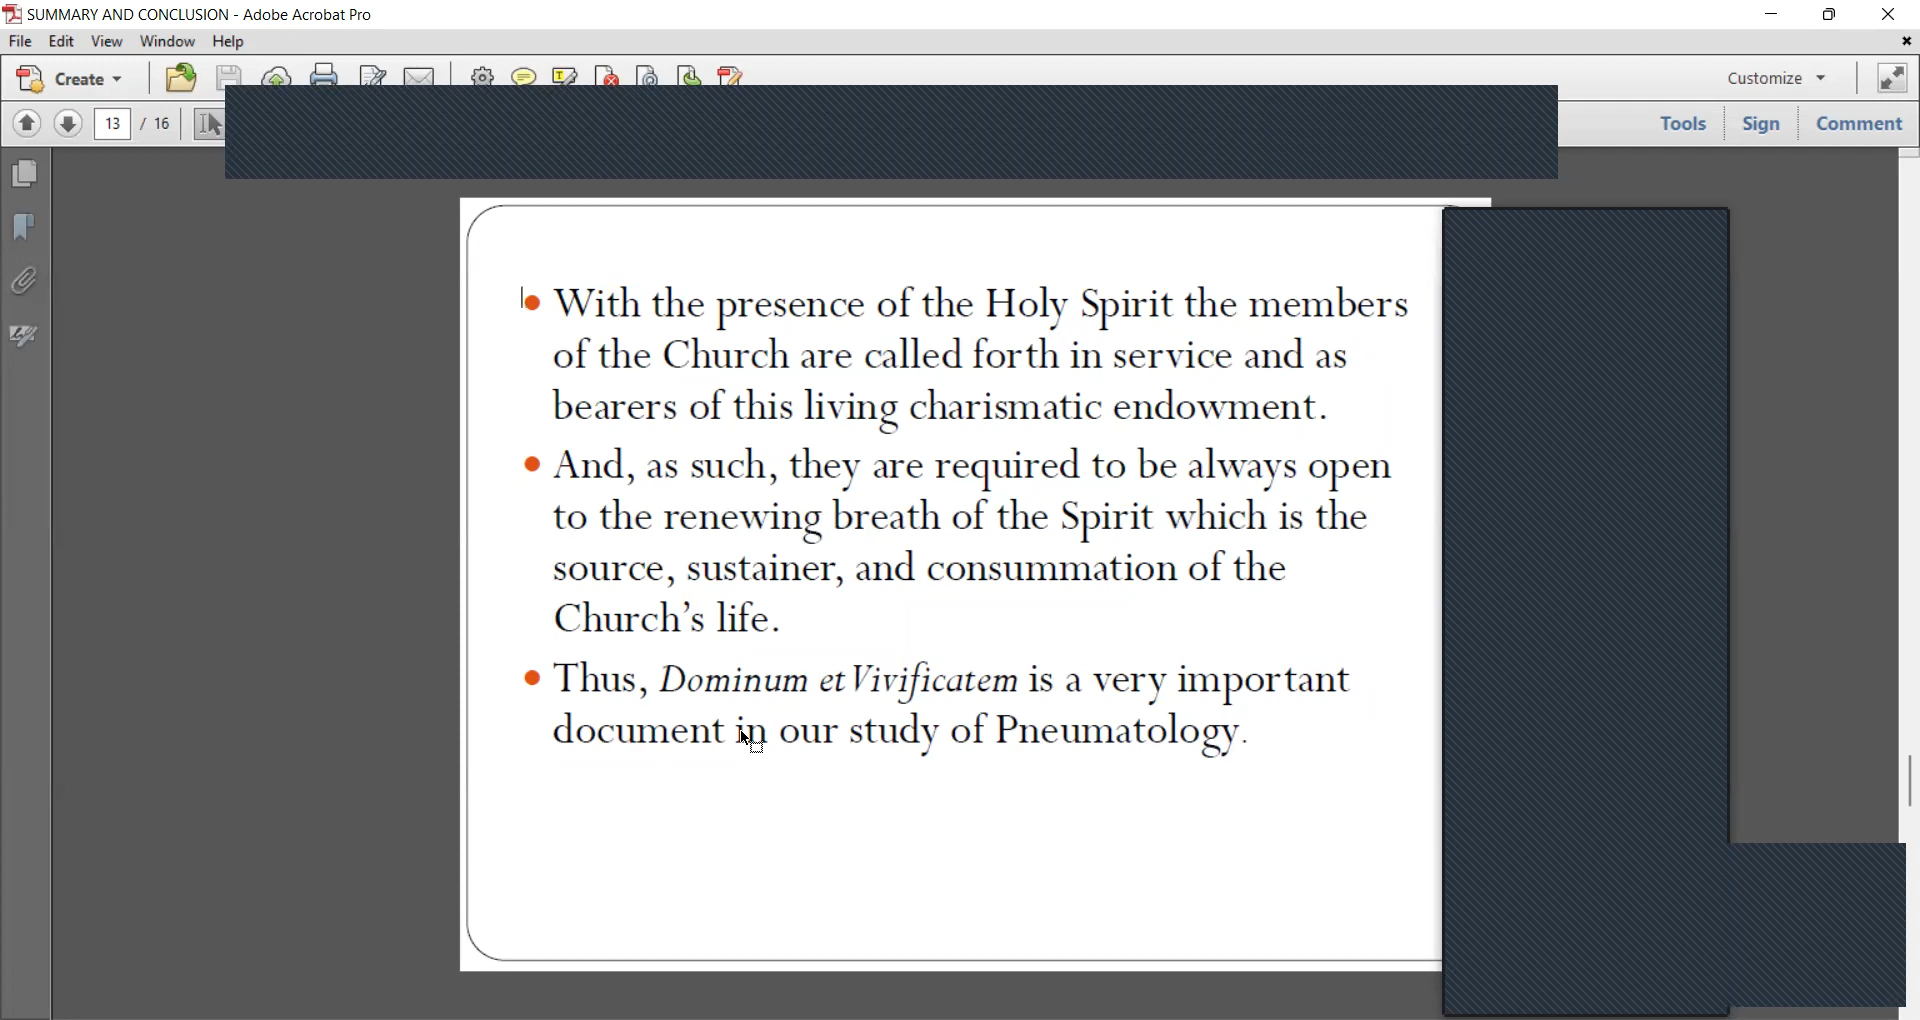 SUMMARY AND CONCLUSION - Adobe Acrobat Pro
File Edit View Window Help
Create Customize
13 / 16 Tools Sign Comment
• With the presence of the Holy Spirit the members
of the Church are called forth in service and as
bearers of this living charismatic endowment.
• And, as such, they are required to be always open
to the renewing breath of the Spirit which is the
source, sustainer, and consummation of the
Church’s life.
• Thus, Dominum et Vivificatem is a very important
document in our study of Pneumatology.